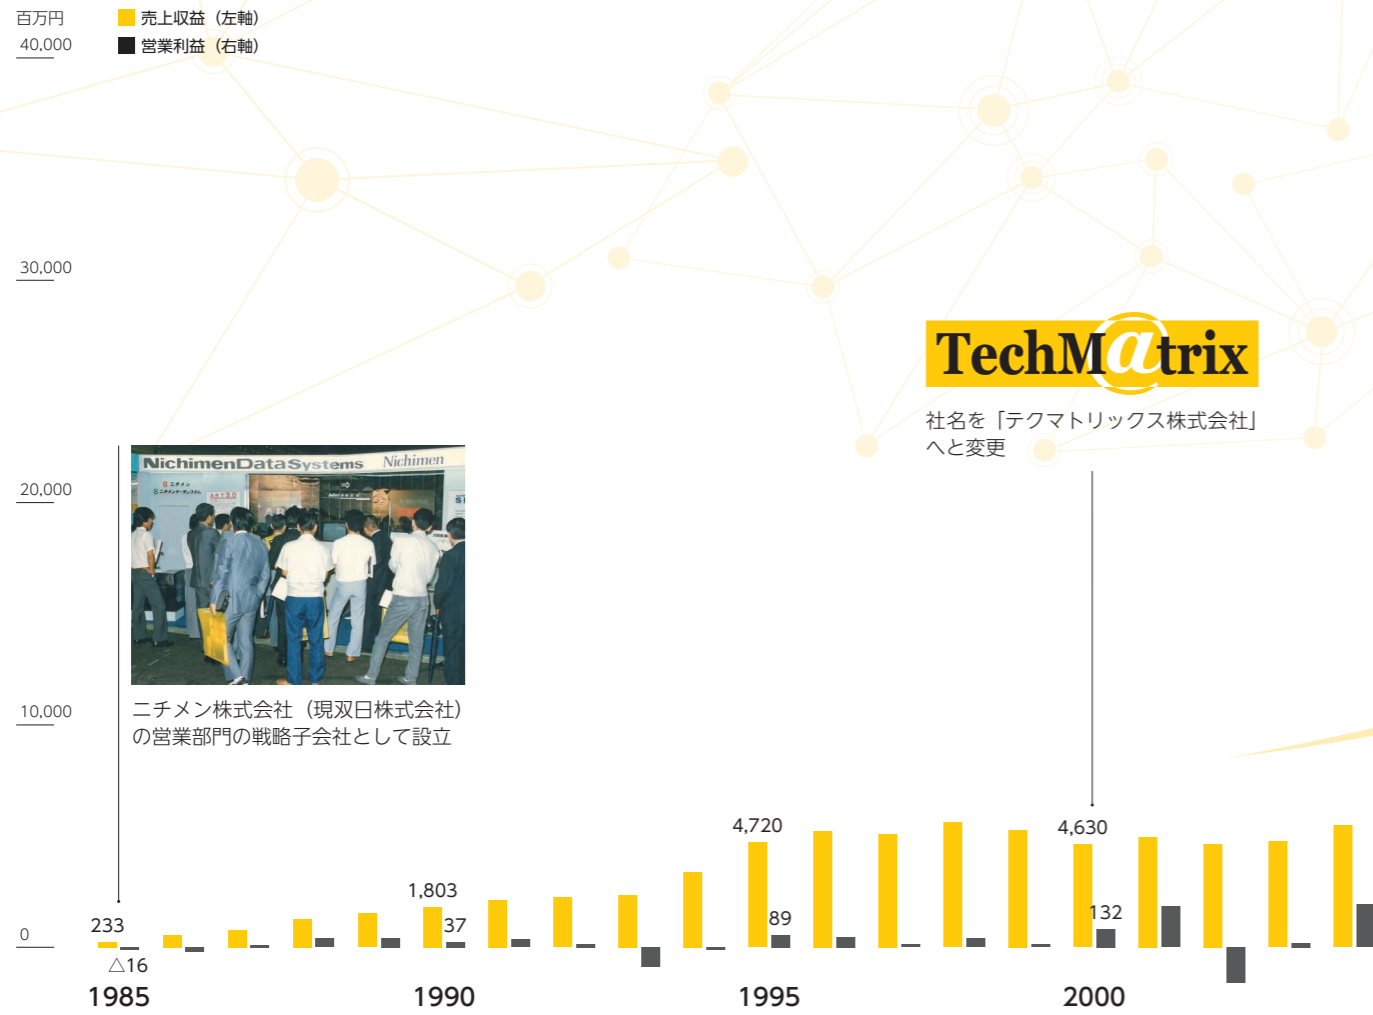 百万円
売上収益（左軸）
営業利益（右軸）
40,000
30,000
20,000
10,000
0
NichimenDataSystems
Nichimen
ニチメン株式会社（現双日株式会社）
の営業部門の戦略子会社として設立
TechM@trix
社名を「テクマトリックス株式会社」
へと変更
233
△16
1,803
37
4,720
89
4,630
132
1985
1990
1995
2000